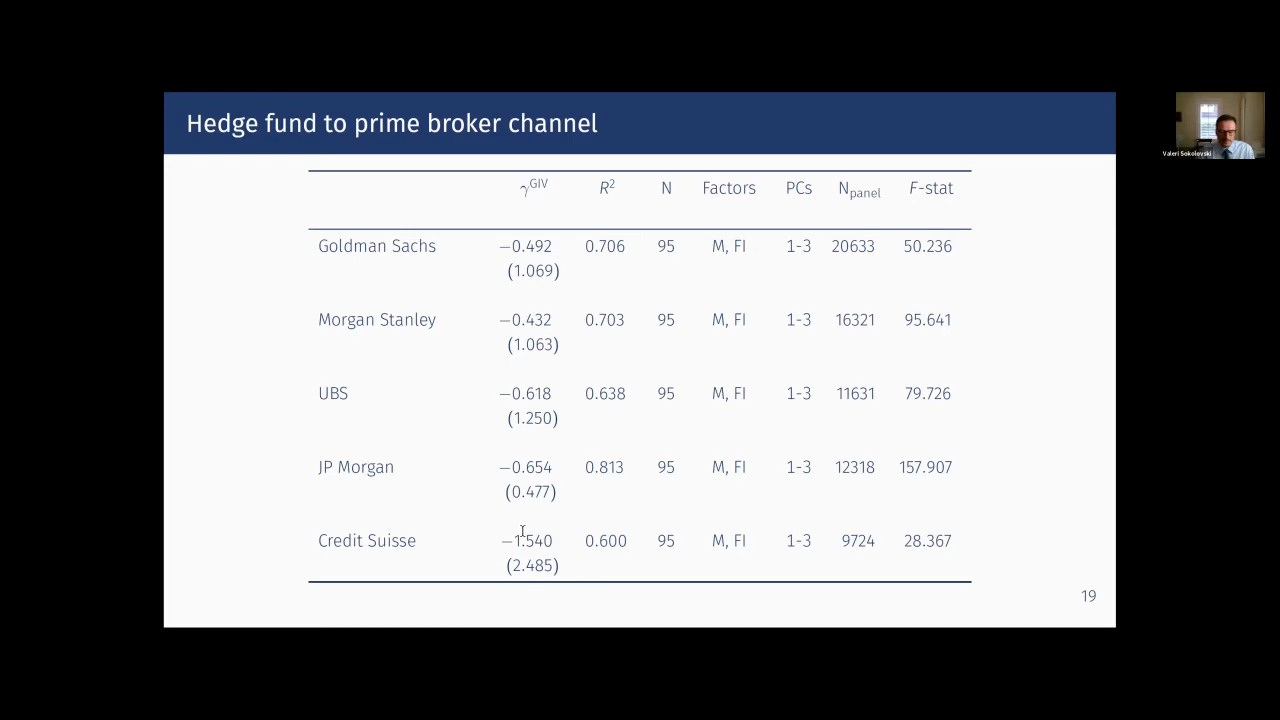 Hedge fund to prime broker channel
γ^GIV R² N Factors PCs N_panel F-stat
Goldman Sachs −0.492 0.706 95 M, FI 1-3 20633 50.236
(1.069)
Morgan Stanley −0.432 0.703 95 M, FI 1-3 16321 95.641
(1.063)
UBS −0.618 0.638 95 M, FI 1-3 11631 79.726
(1.250)
JP Morgan −0.654 0.813 95 M, FI 1-3 12318 157.907
(0.477)
Credit Suisse −1.540 0.600 95 M, FI 1-3 9724 28.367
(2.485)
19
Valeri Sokolovski